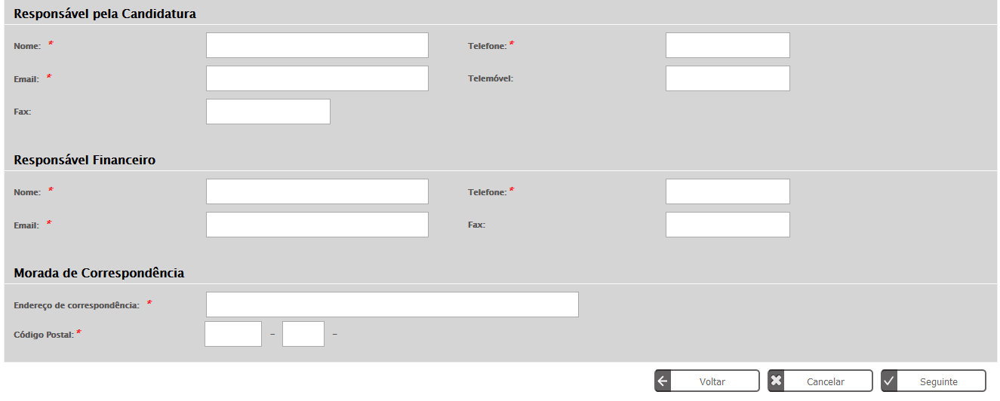 Responsável pela Candidatura
Nome: * Telefone: *
Email: * Telemóvel:
Fax:
Responsável Financeiro
Nome: * Telefone: *
Email: * Fax:
Morada de Correspondência
Endereço de correspondência: *
Código Postal: * - -
Voltar Cancelar Seguinte